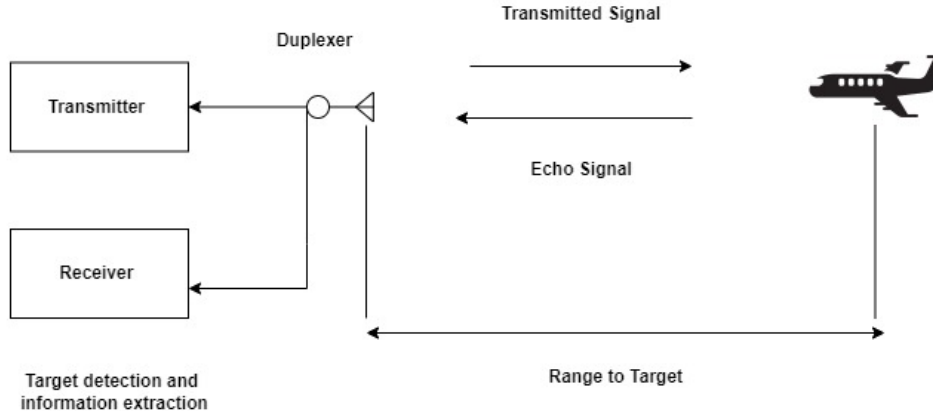 Transmitted Signal
Duplexer
Transmitter
Echo Signal
Receiver
Range to Target
Target detection and
information extraction